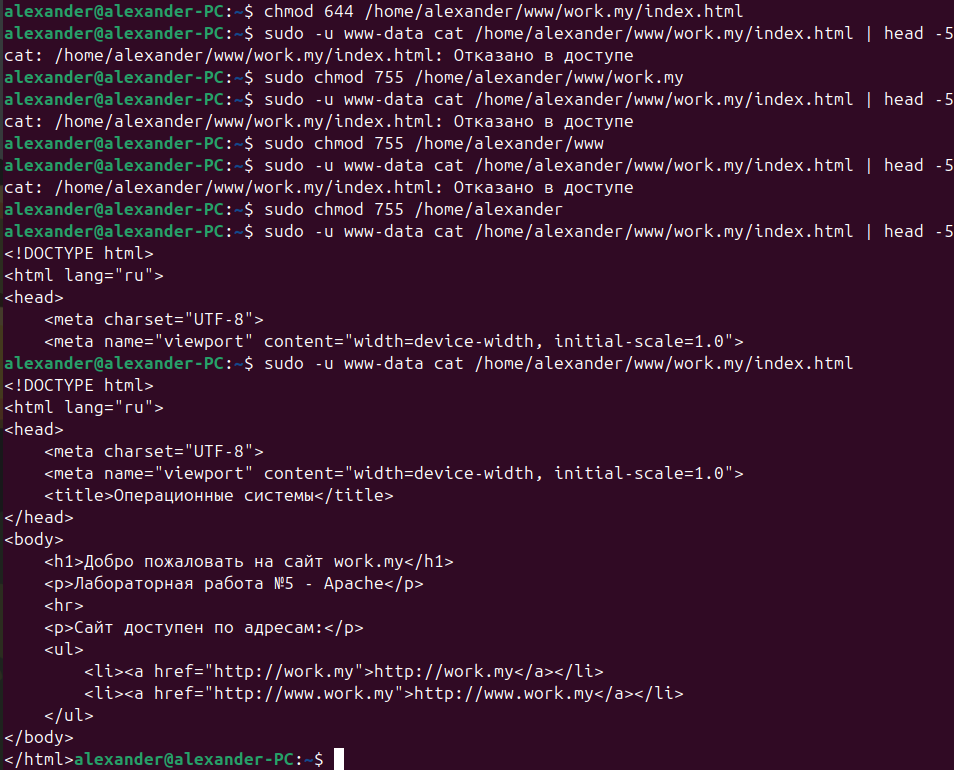 alexander@alexander-PC:~$ chmod 644 /home/alexander/www/work.my/index.html
alexander@alexander-PC:~$ sudo -u www-data cat /home/alexander/www/work.my/index.html | head -5
cat: /home/alexander/www/work.my/index.html: Отказано в доступе
alexander@alexander-PC:~$ sudo chmod 755 /home/alexander/www/work.my
alexander@alexander-PC:~$ sudo -u www-data cat /home/alexander/www/work.my/index.html | head -5
cat: /home/alexander/www/work.my/index.html: Отказано в доступе
alexander@alexander-PC:~$ sudo chmod 755 /home/alexander/www
alexander@alexander-PC:~$ sudo -u www-data cat /home/alexander/www/work.my/index.html | head -5
cat: /home/alexander/www/work.my/index.html: Отказано в доступе
alexander@alexander-PC:~$ sudo chmod 755 /home/alexander
alexander@alexander-PC:~$ sudo -u www-data cat /home/alexander/www/work.my/index.html | head -5
<!DOCTYPE html>
<html lang="ru">
<head>
    <meta charset="UTF-8">
    <meta name="viewport" content="width=device-width, initial-scale=1.0">
alexander@alexander-PC:~$ sudo -u www-data cat /home/alexander/www/work.my/index.html
<!DOCTYPE html>
<html lang="ru">
<head>
    <meta charset="UTF-8">
    <meta name="viewport" content="width=device-width, initial-scale=1.0">
    <title>Операционные системы</title>
</head>
<body>
    <h1>Добро пожаловать на сайт work.my</h1>
    <p>Лабораторная работа №5 - Apache</p>
    <hr>
    <p>Сайт доступен по адресам:</p>
    <ul>
        <li><a href="http://work.my">http://work.my</a></li>
        <li><a href="http://www.work.my">http://www.work.my</a></li>
    </ul>
</body>
</html>alexander@alexander-PC:~$